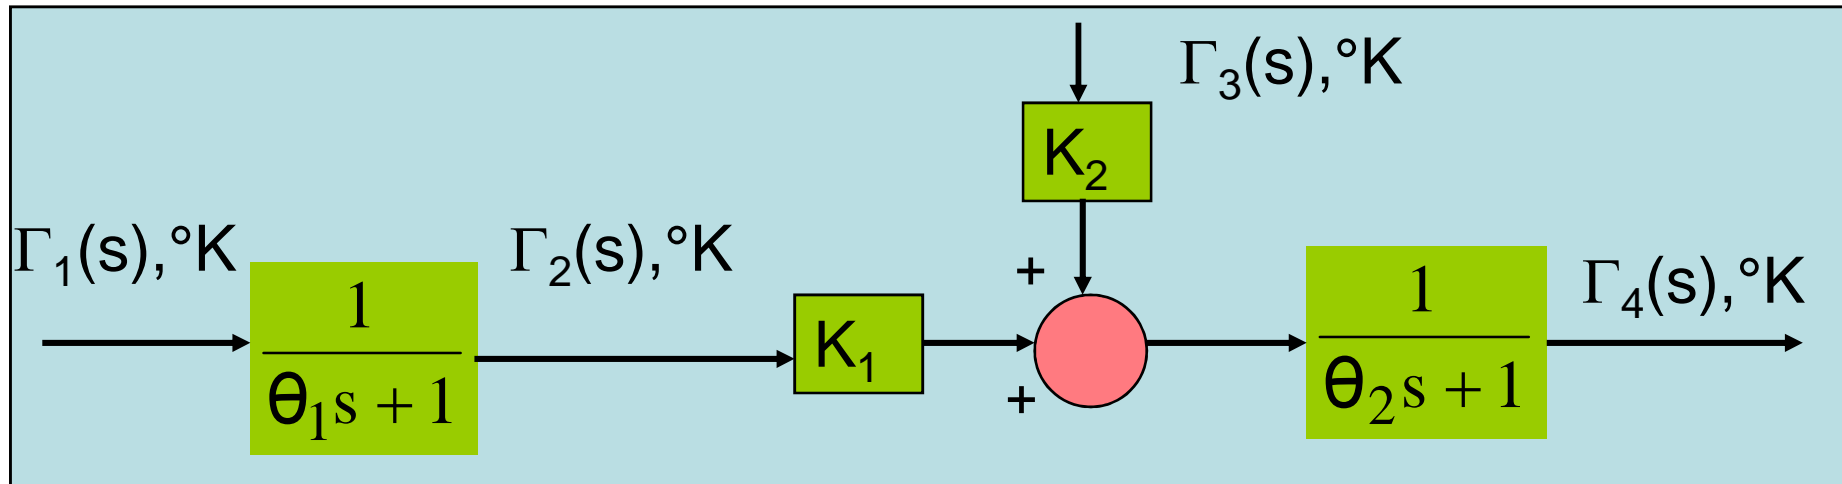 Γ₃(s),°K
K₂
Γ₁(s),°K
1
θ₁s + 1
Γ₂(s),°K
K₁
+
+
1
θ₂s + 1
Γ₄(s),°K